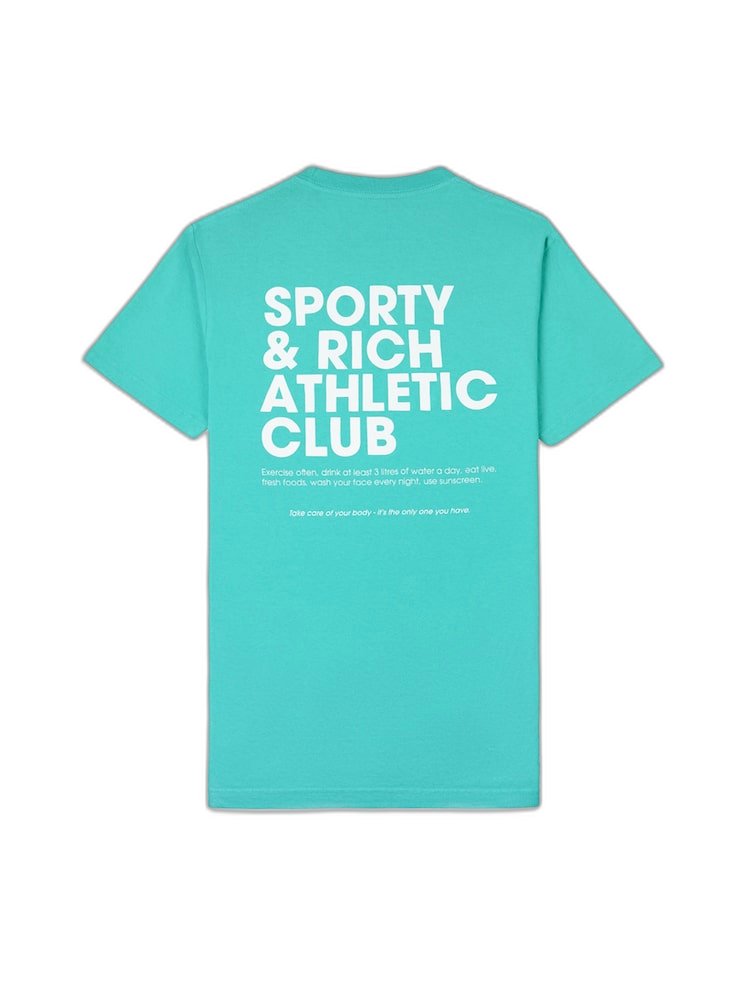 SPORTY
& RICH
ATHLETIC
CLUB
Exercise often, drink at least 3 litres of water a day, eat live,
fresh foods, wash your face every night, use sunscreen.
Take care of your body - it's the only one you have.